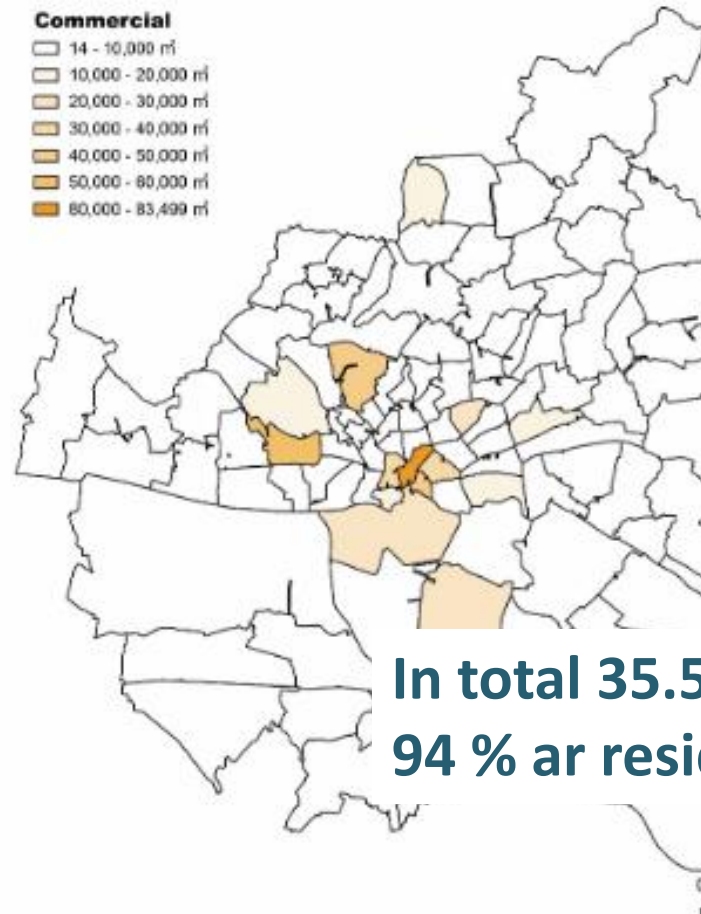 Commercial
14 - 10,000 ㎡
10,000 - 20,000 ㎡
20,000 - 30,000 ㎡
30,000 - 40,000 ㎡
40,000 - 50,000 ㎡
50,000 - 60,000 ㎡
80,000 - 83,499 ㎡
In total 35.5
94 % ar resi